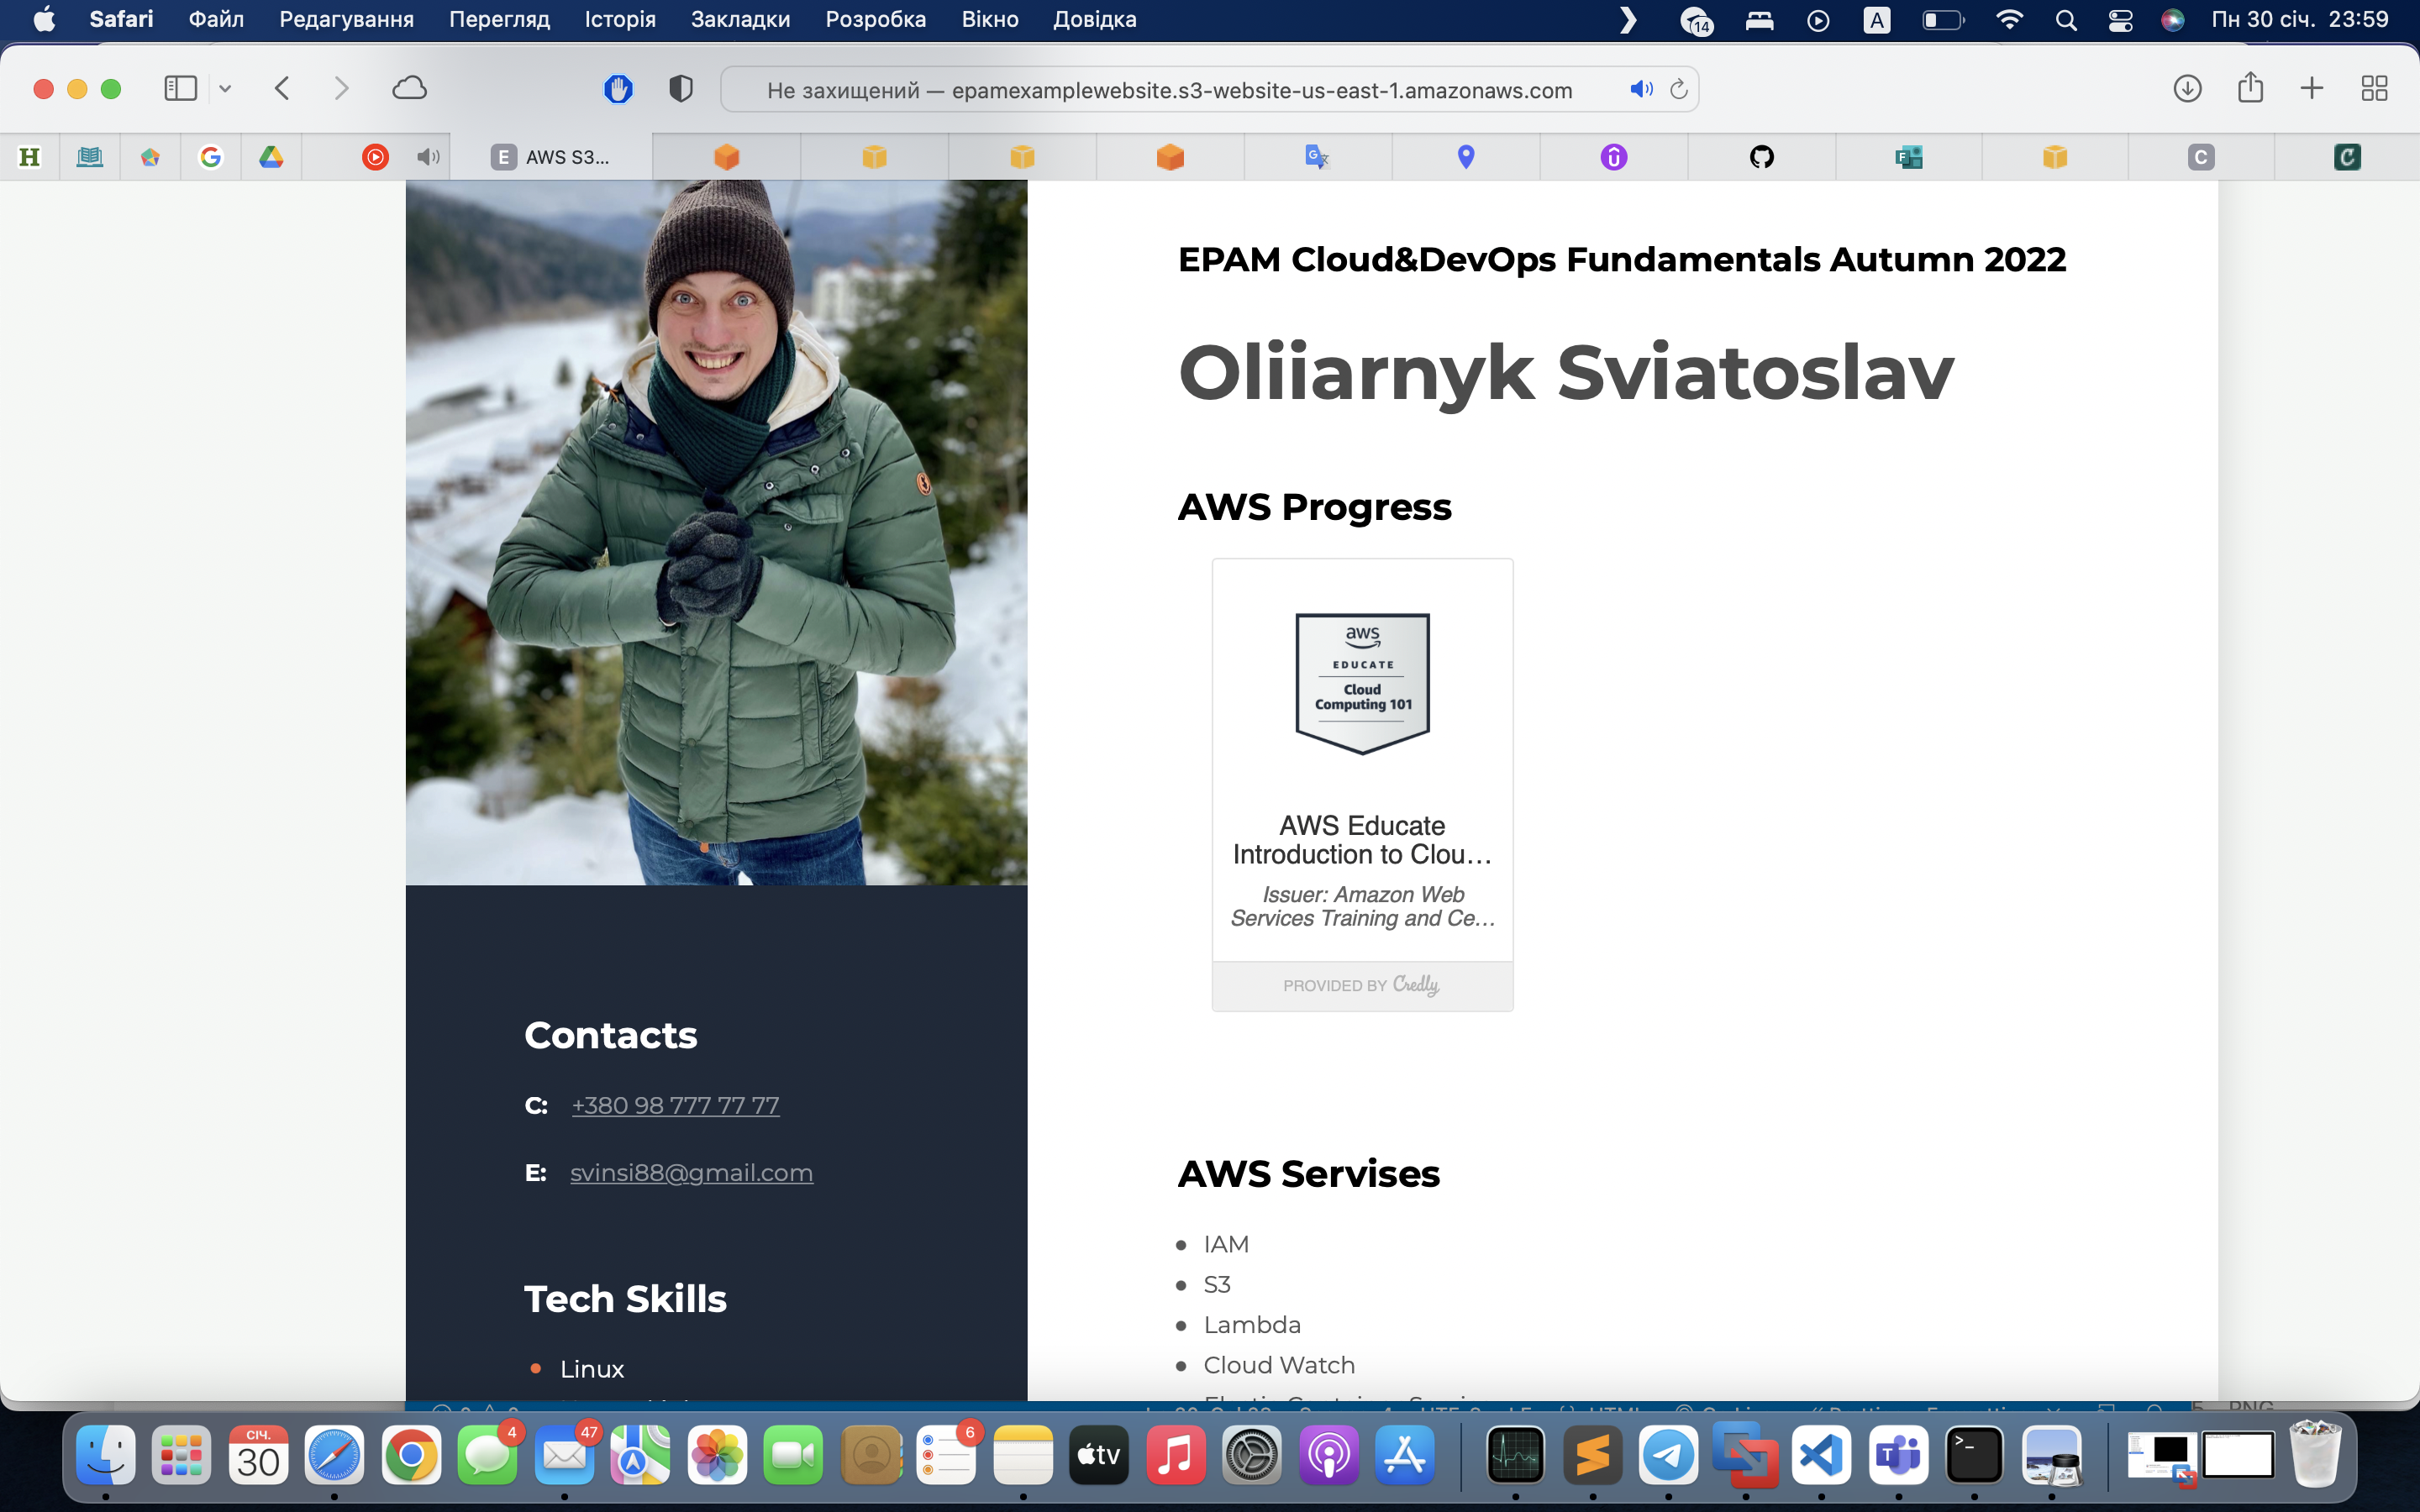 Safari Файл Редагування Перегляд Історія Закладки Розробка Вікно Довідка 14 A Пн 30 січ. 23:59
Не захищений — epamexamplewebsite.s3-website-us-east-1.amazonaws.com
H G E AWS S3... C C
EPAM Cloud&DevOps Fundamentals Autumn 2022
Oliiarnyk Sviatoslav
AWS Progress
aws
EDUCATE
Cloud
Computing 101
AWS Educate
Introduction to Clou...
Issuer: Amazon Web
Services Training and Ce...
PROVIDED BY Credly
Contacts
C: +380 98 777 77 77
E: svinsi88@gmail.com
Tech Skills
Linux
AWS Servises
IAM
S3
Lambda
Cloud Watch
СІЧ.
30
4
47
6
tv